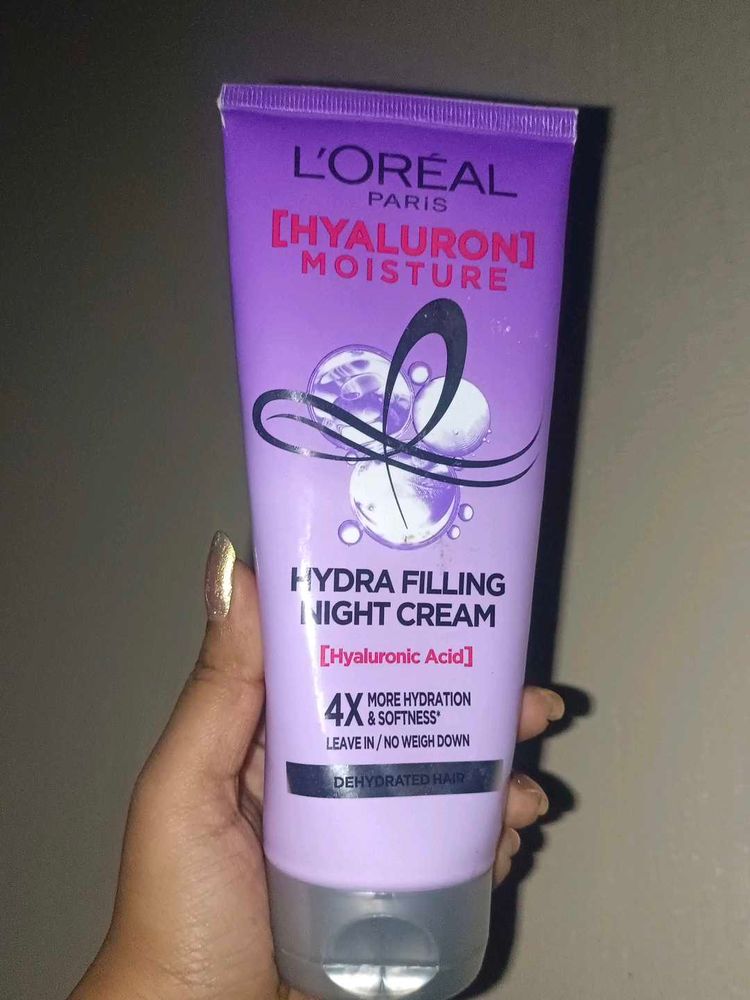 L'ORÉAL
PARIS
[HYALURON]
MOISTURE
HYDRA FILLING
NIGHT CREAM
[Hyaluronic Acid]
4X MORE HYDRATION
& SOFTNESS*
LEAVE IN / NO WEIGH DOWN
DEHYDRATED HAIR